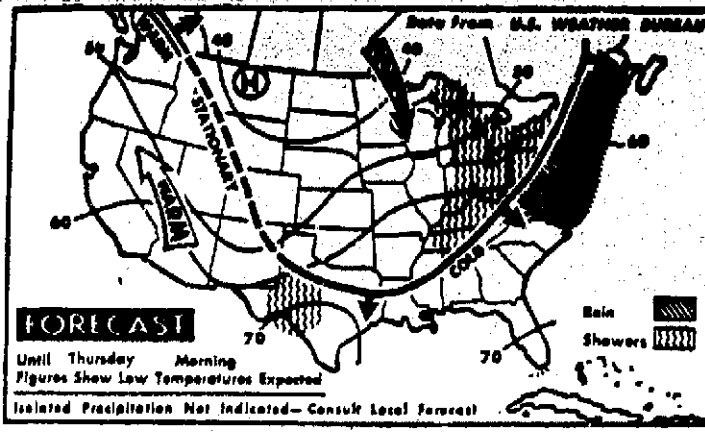 Data From U.S. WEATHER BUREAU
WARM
40
40
50
50
H
STATIONARY
60
WARM
60
COLD
FORECAST
Until Thursday Morning
Figures Show Low Temperatures Expected
70
70
Rain
Showers
Isolated Precipitation Not Indicated—Consult Local Forecast